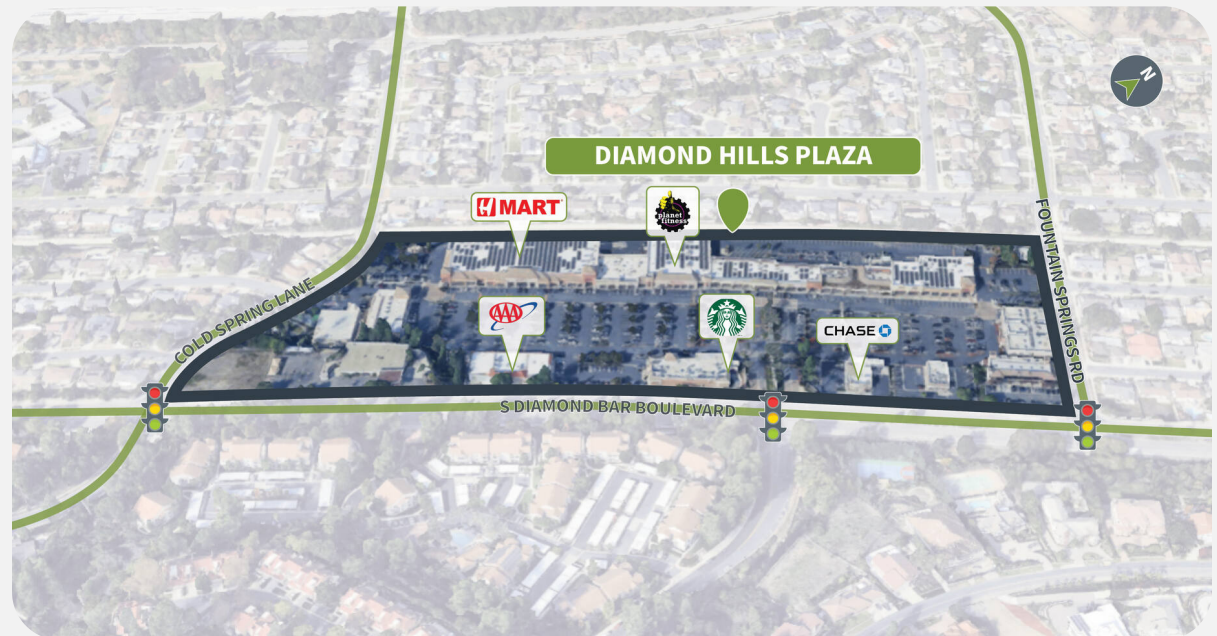 N
DIAMOND HILLS PLAZA
H MART
planet
fitness
FOUNTAIN SPRINGS RD
COLD SPRING LANE
AAA
CHASE
S DIAMOND BAR BOULEVARD